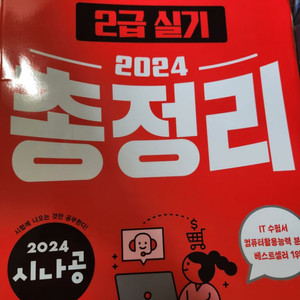 2급 실기
2024
총정리
시험에 나오는 것만 공부한다!
2024
시나공
IT 수험서
컴퓨터활용능력 분
베스트셀러 1위